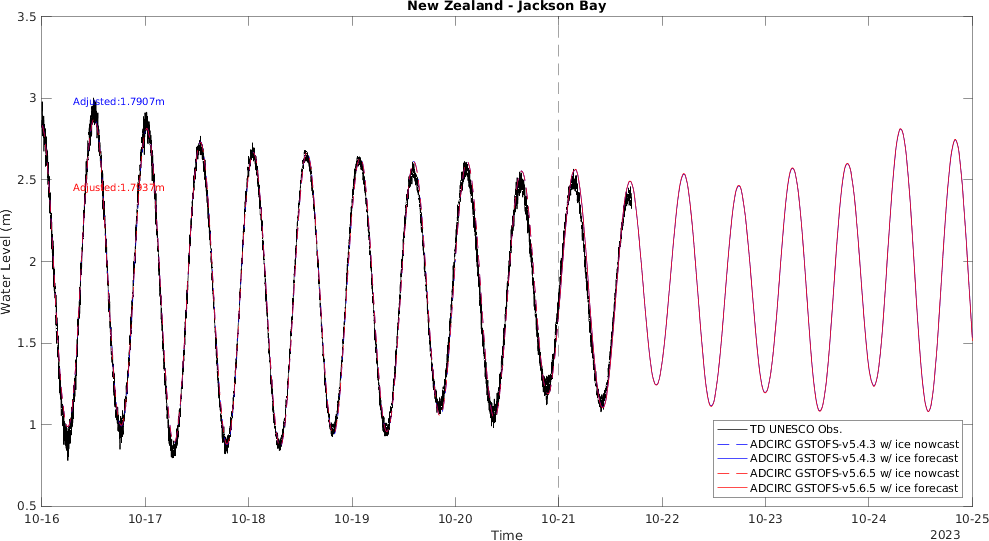 New Zealand - Jackson Bay
3.5
3
2.5
2
1.5
1
0.5
Water Level (m)
Adjusted:1.7907m
Adjusted:1.7937m
TD UNESCO Obs.
ADCIRC GSTOFS-v5.4.3 w/ ice nowcast
ADCIRC GSTOFS-v5.4.3 w/ ice forecast
ADCIRC GSTOFS-v5.6.5 w/ ice nowcast
ADCIRC GSTOFS-v5.6.5 w/ ice forecast
10-16 10-17 10-18 10-19 10-20 10-21 10-22 10-23 10-24 10-25
Time
2023